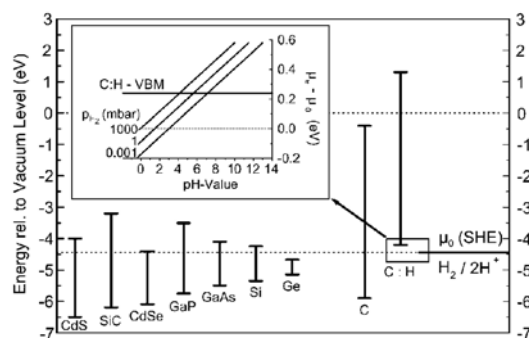 Energy rel. to Vacuum Level (eV)
3
2
1
0
-1
-2
-3
-4
-5
-6
-7
C:H - VBM
pH₂ (mbar)
1000
1
0.001
0 2 4 6 8 10 12 14
pH-Value
0.6
0.4
0.2
0.0
-0.2
μe - μ0 (eV)
CdS
SiC
CdSe
GaP
GaAs
Si
Ge
C
C : H
μ0 (SHE)
H₂ / 2H⁺
3
2
1
0
-1
-2
-3
-4
-5
-6
-7